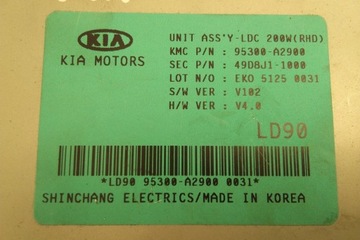 KIA
KIA MOTORS
UNIT ASS'Y-LDC 200W(RHD)
KMC P/N : 95300-A2900
SEC P/N : 49D8J1-1000
LOT N/O : EKO 5125 0031
S/W VER : V102
H/W VER : V4.0
LD90
*LD90 95300-A2900 0031*
SHINCHANG ELECTRICS/MADE IN KOREA